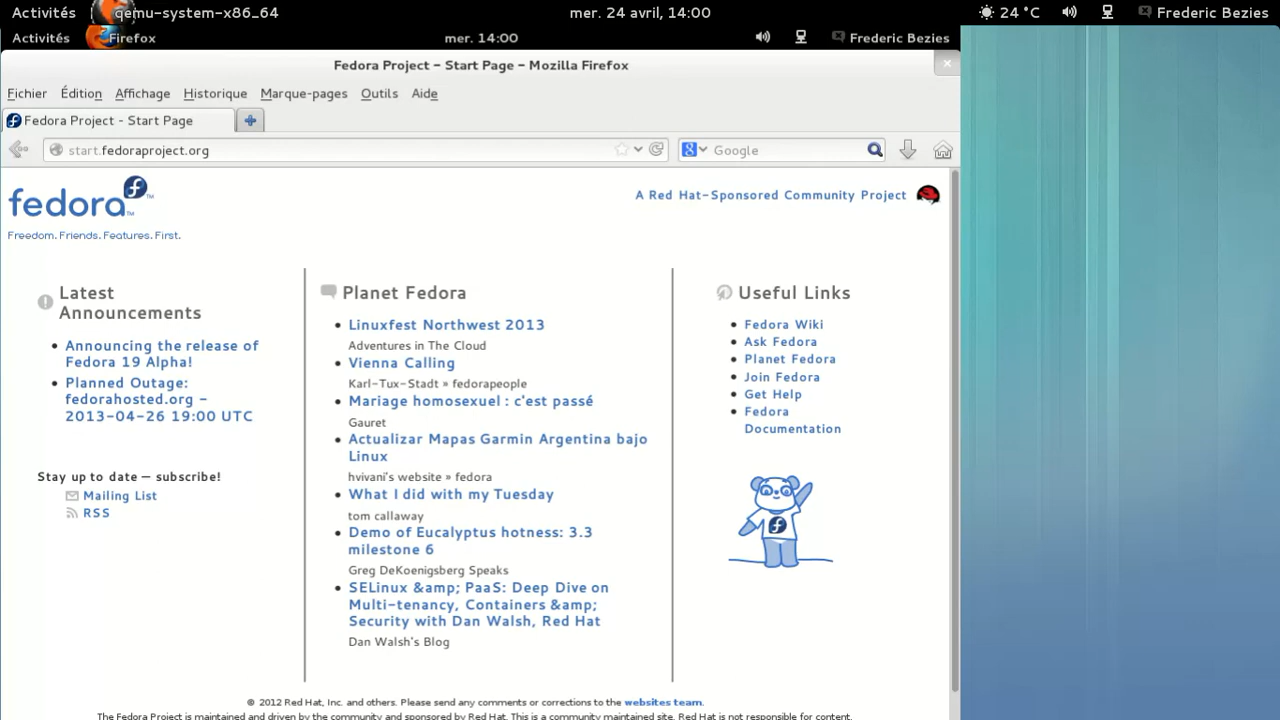 Activités qemu-system-x86_64 mer. 24 avril, 14:00 24 °C Frederic Bezies
Activités Firefox mer. 14:00 Frederic Bezies
Fedora Project - Start Page - Mozilla Firefox
Fichier Édition Affichage Historique Marque-pages Outils Aide
Fedora Project - Start Page
start.fedoraproject.org Google
fedora™
Freedom. Friends. Features. First.
A Red Hat-Sponsored Community Project
Latest
Announcements
Announcing the release of
Fedora 19 Alpha!
Planned Outage:
fedorahosted.org -
2013-04-26 19:00 UTC
Stay up to date — subscribe!
Mailing List
RSS
Planet Fedora
Linuxfest Northwest 2013
Adventures in The Cloud
Vienna Calling
Karl-Tux-Stadt » fedorapeople
Mariage homosexuel : c'est passé
Gauret
Actualizar Mapas Garmin Argentina bajo
Linux
hvivani's website » fedora
What I did with my Tuesday
tom callaway
Demo of Eucalyptus hotness: 3.3
milestone 6
Greg DeKoenigsberg Speaks
SELinux &amp; PaaS: Deep Dive on
Multi-tenancy, Containers &amp;
Security with Dan Walsh, Red Hat
Dan Walsh's Blog
Useful Links
Fedora Wiki
Ask Fedora
Planet Fedora
Join Fedora
Get Help
Fedora
Documentation
© 2012 Red Hat, Inc. and others. Please send any comments or corrections to the websites team.
The Fedora Project is maintained and driven by the community and sponsored by Red Hat. This is a community maintained site. Red Hat is not responsible for content.